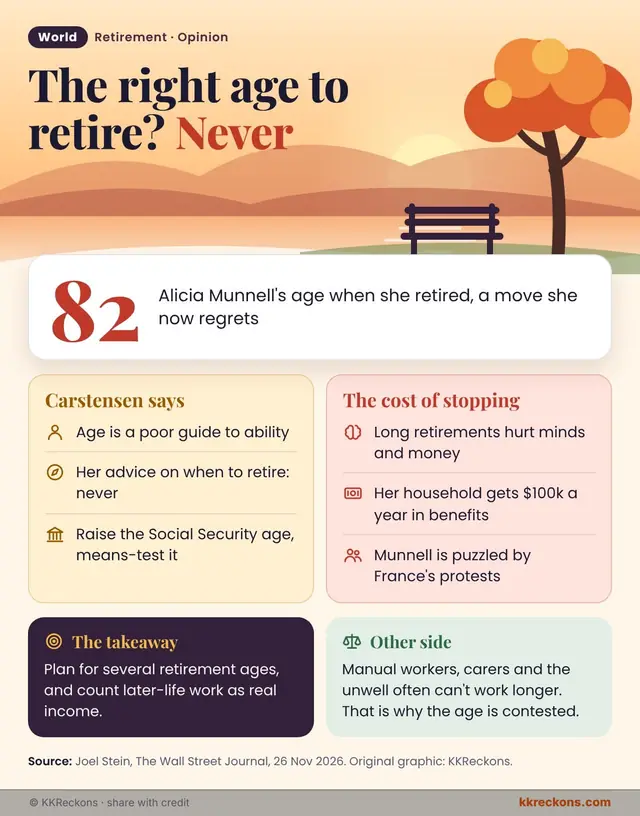 World Retirement · Opinion
The right age to
retire? Never
82
Alicia Munnell's age when she retired, a move she
now regrets
Carstensen says
Age is a poor guide to ability
Her advice on when to retire:
never
Raise the Social Security age,
means-test it
The cost of stopping
Long retirements hurt minds
and money
Her household gets $100k a
year in benefits
Munnell is puzzled by
France's protests
The takeaway
Plan for several retirement ages,
and count later-life work as real
income.
Other side
Manual workers, carers and the
unwell often can't work longer.
That is why the age is contested.
Source: Joel Stein, The Wall Street Journal, 26 Nov 2026. Original graphic: KKReckons.
© KKReckons · share with credit
kkreckons.com